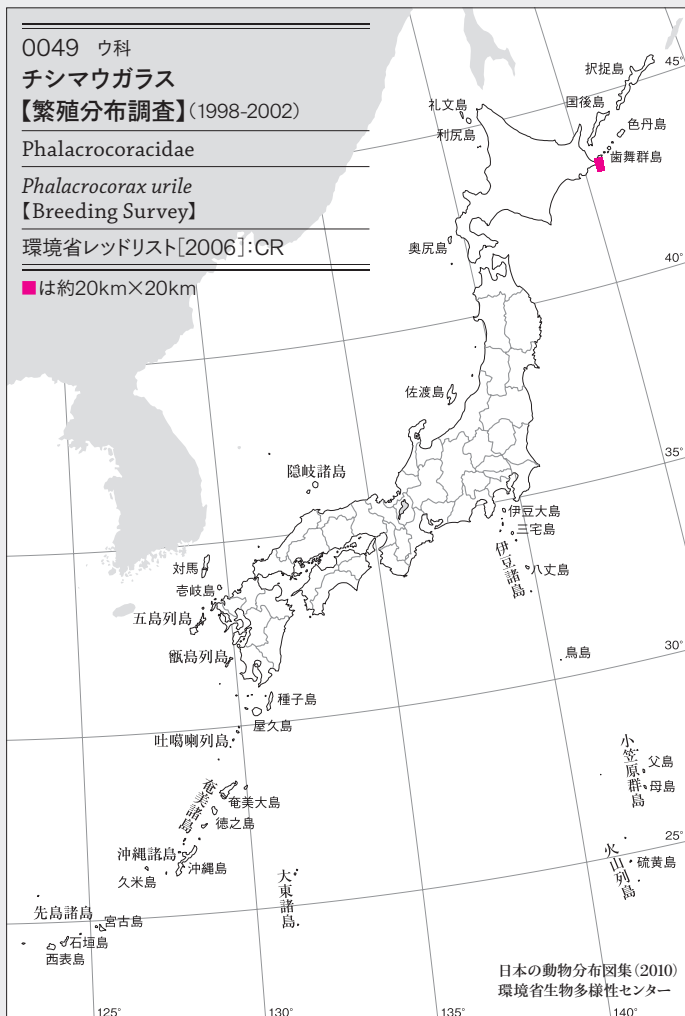 0049 ウ科
チシマウガラス
【繁殖分布調査】(1998-2002)
Phalacrocoracidae
Phalacrocorax urile
【Breeding Survey】
環境省レッドリスト[2006]:CR
■は約20km×20km
45°
択捉島
国後島
礼文島
色丹島
利尻島
歯舞群島
奥尻島
40°
佐渡島
35°
隠岐諸島
伊豆大島
三宅島
伊豆諸島
八丈島
対馬
壱岐島
五島列島
甑島列島
鳥島
30°
種子島
屋久島
吐噶喇列島
小笠原群島
父島
母島
奄美諸島
奄美大島
徳之島
25°
沖縄諸島
沖縄島
久米島
火山列島
硫黄島
大東諸島
先島諸島
宮古島
石垣島
西表島
日本の動物分布図集(2010)
環境省生物多様性センター
125°
130°
135°
140°